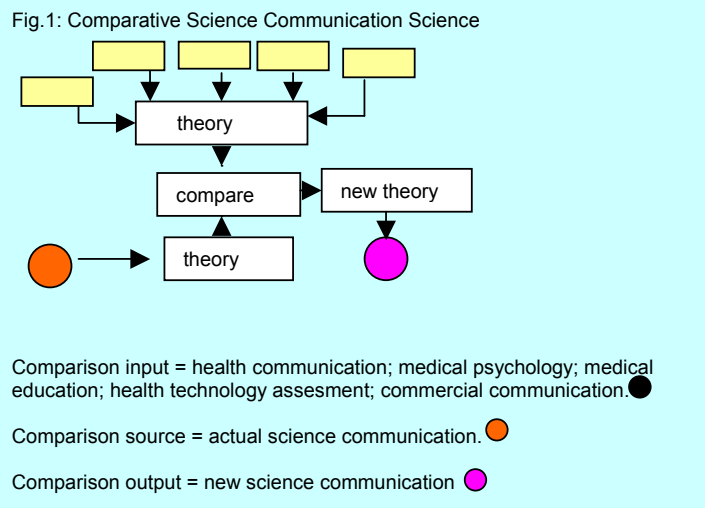 Fig.1: Comparative Science Communication Science
theory
compare
new theory
theory
Comparison input = health communication; medical psychology; medical
education; health technology assesment; commercial communication.
Comparison source = actual science communication.
Comparison output = new science communication